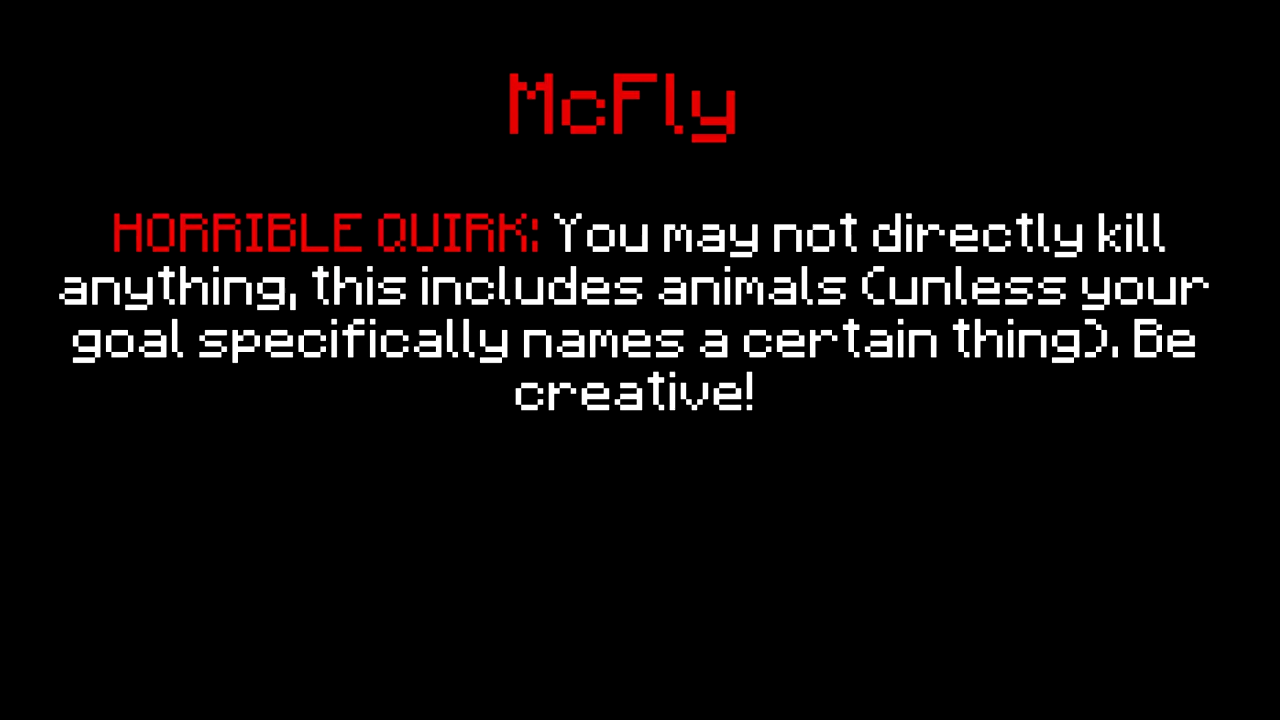 McFly
HORRIBLE QUIRK: You may not directly kill
anything, this includes animals (unless your
goal specifically names a certain thing). Be
creative!